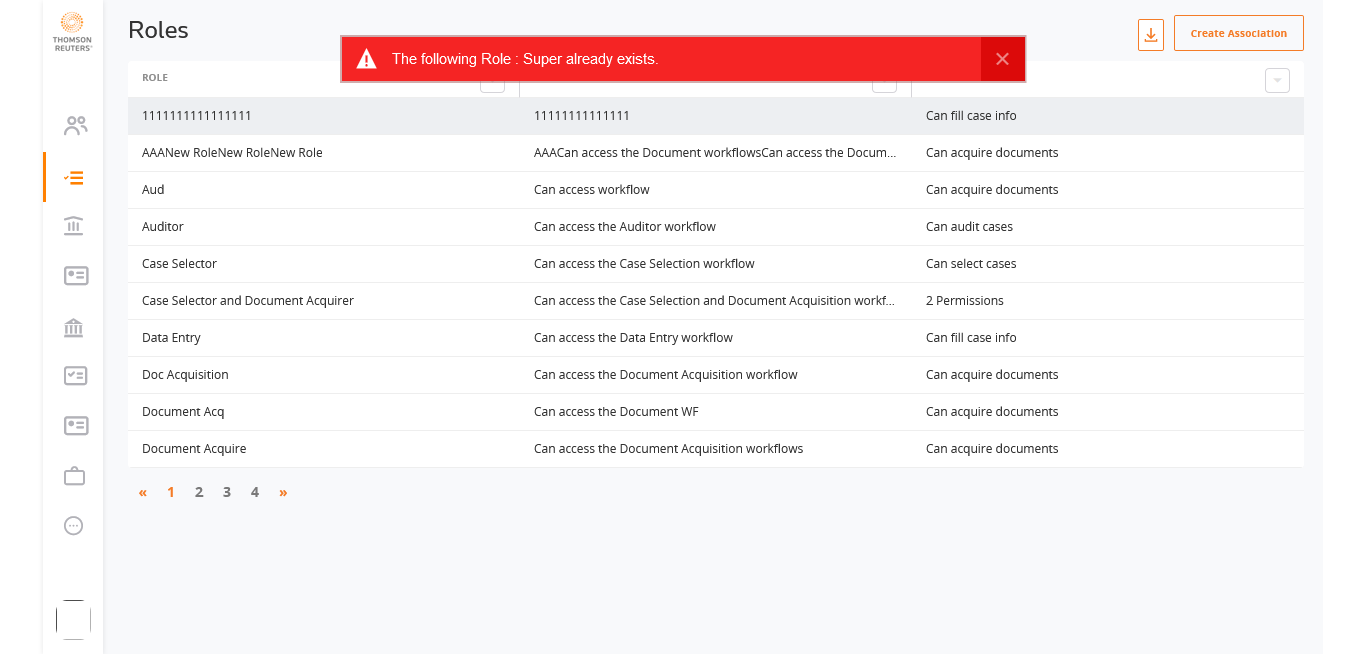 THOMSON
REUTERS®
Roles
Create Association
The following Role : Super already exists.
ROLE
1111111111111111 11111111111111 Can fill case info
AAANew RoleNew RoleNew Role AAACan access the Document workflowsCan access the Docum... Can acquire documents
Aud Can access workflow Can acquire documents
Auditor Can access the Auditor workflow Can audit cases
Case Selector Can access the Case Selection workflow Can select cases
Case Selector and Document Acquirer Can access the Case Selection and Document Acquisition workf... 2 Permissions
Data Entry Can access the Data Entry workflow Can fill case info
Doc Acquisition Can access the Document Acquisition workflow Can acquire documents
Document Acq Can access the Document WF Can acquire documents
Document Acquire Can access the Document Acquisition workflows Can acquire documents
« 1 2 3 4 »